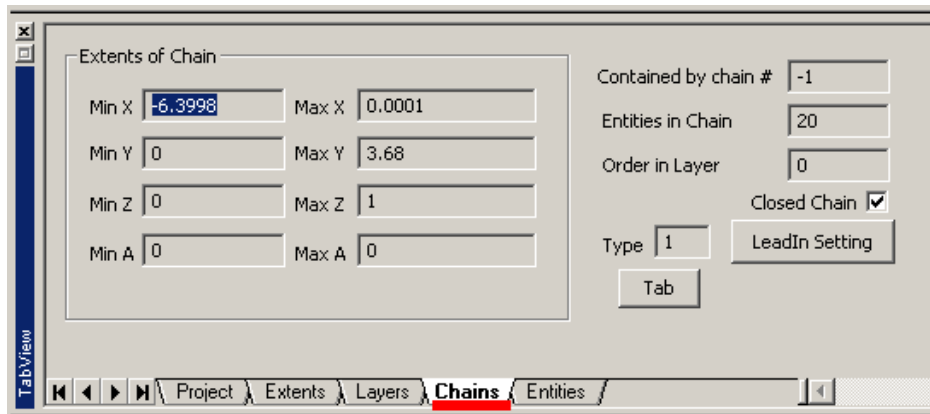 Extents of Chain
Contained by chain # -1
Min X -6.3998 Max X 0.0001
Entities in Chain 20
Min Y 0 Max Y 3.68
Order in Layer 0
Min Z 0 Max Z 1
Closed Chain
Min A 0 Max A 0
Type 1 LeadIn Setting
Tab
TabView
Project Extents Layers Chains Entities